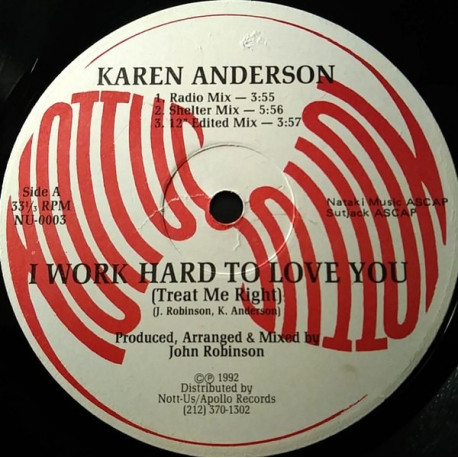 KAREN ANDERSON
1. Radio Mix — 3:55
2. Shelter Mix — 5:56
3. 12" Edited Mix — 3:57
NOTTUS
NOTTUS
Side A
33⅓ RPM
NU-0003
Nataki Music ASCAP
Sutjack ASCAP
I WORK HARD TO LOVE YOU
(Treat Me Right)
(J. Robinson, K. Anderson)
Produced, Arranged & Mixed by
John Robinson
©℗ 1992
Distributed by
Nott-Us/Apollo Records
(212) 370-1302